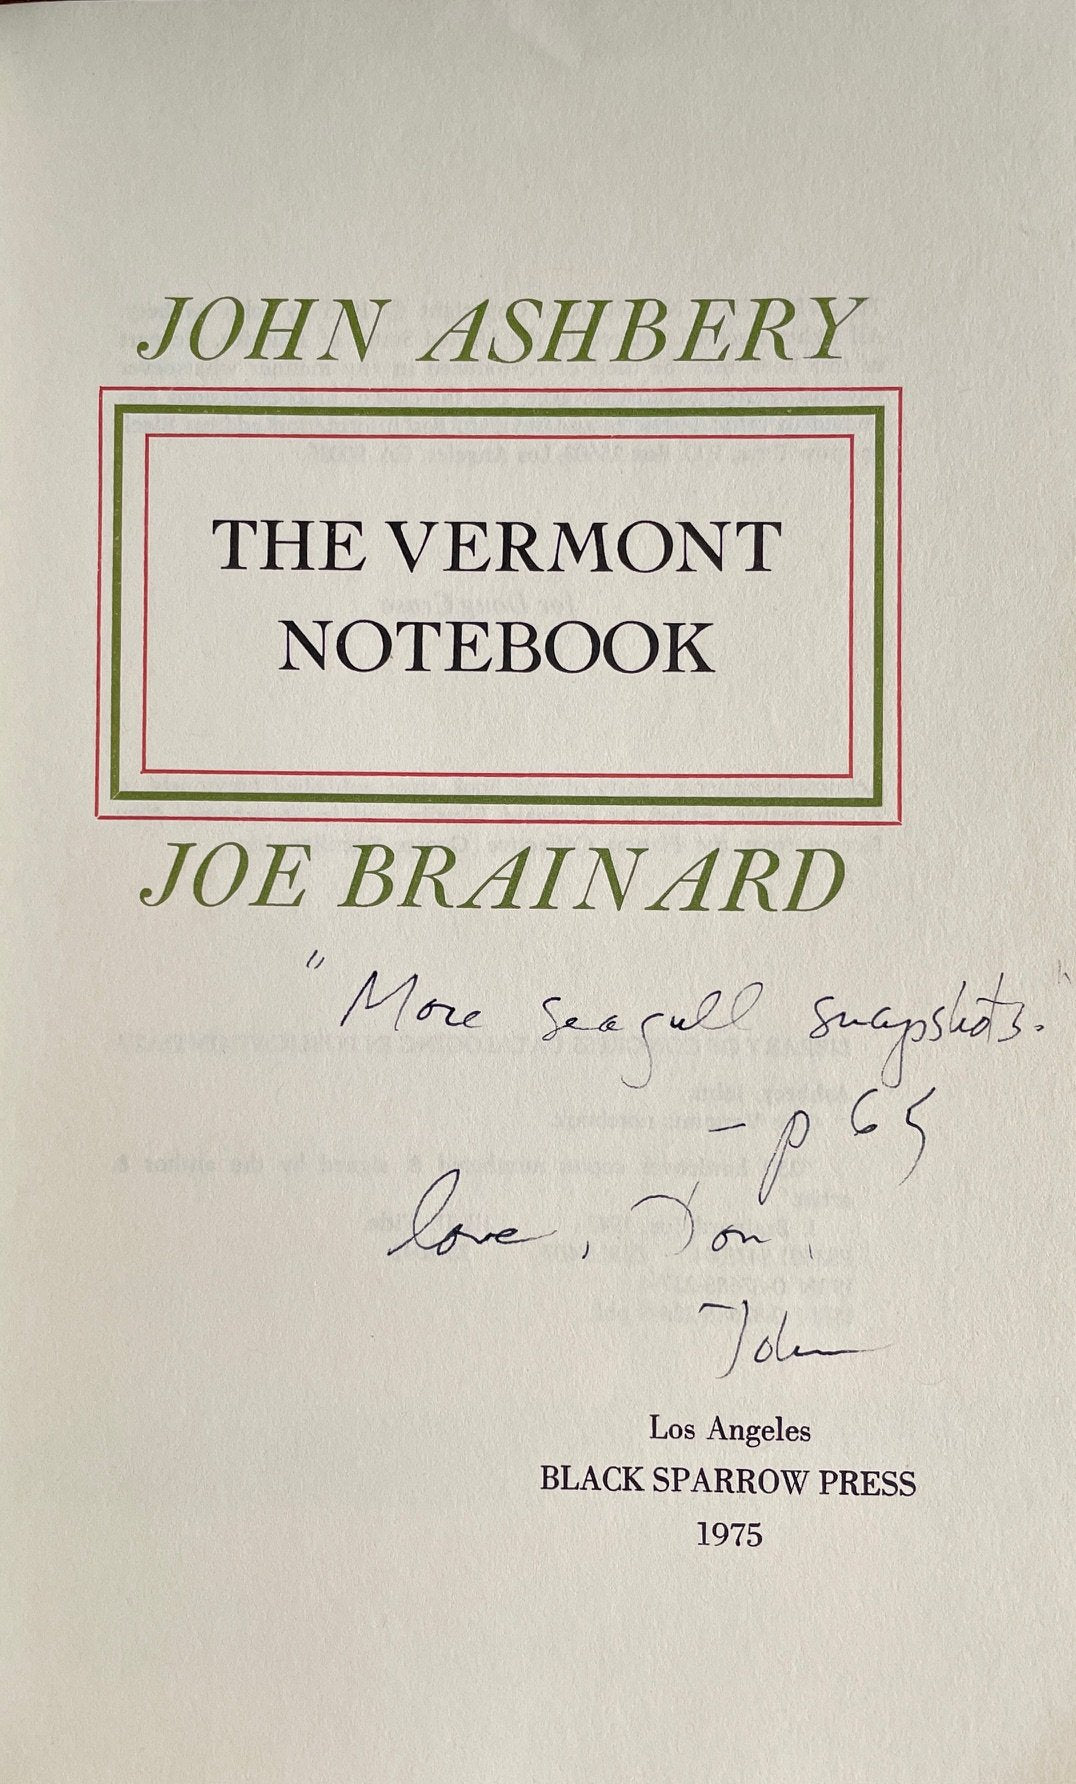 JOHN ASHBERY
THE VERMONT
NOTEBOOK
JOE BRAINARD
"More seagull snapshots."
– p 65
love,
John
Los Angeles
BLACK SPARROW PRESS
1975